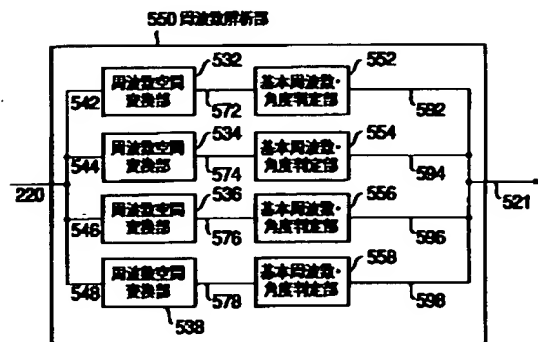 550 周波数解析部
532
552
周波数空間
変換部
基本周波数・
角度判定部
542
572
592
534
554
周波数空間
変換部
基本周波数・
角度判定部
544
574
594
220
536
556
521
周波数空間
変換部
基本周波数・
角度判定部
546
576
596
558
周波数空間
変換部
基本周波数・
角度判定部
548
578
598
538